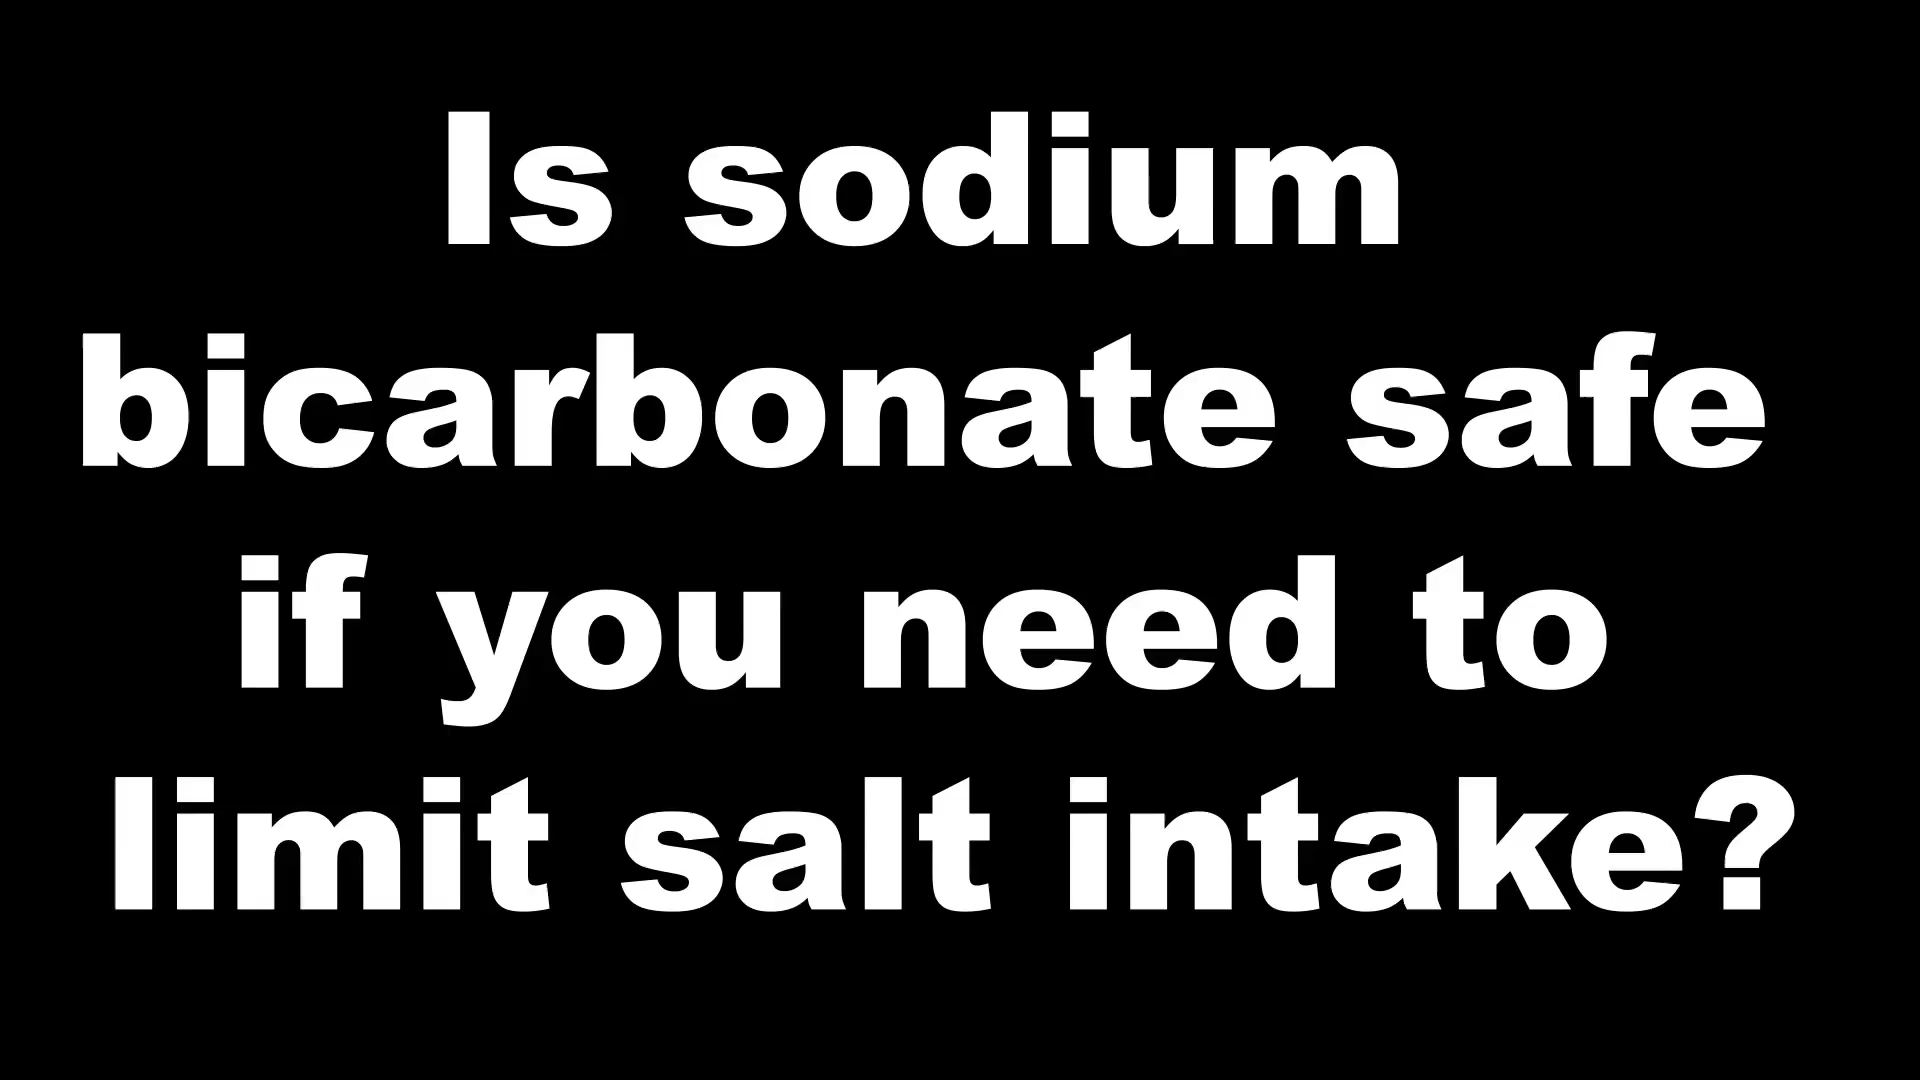 Is sodium
bicarbonate safe
if you need to
limit salt intake?